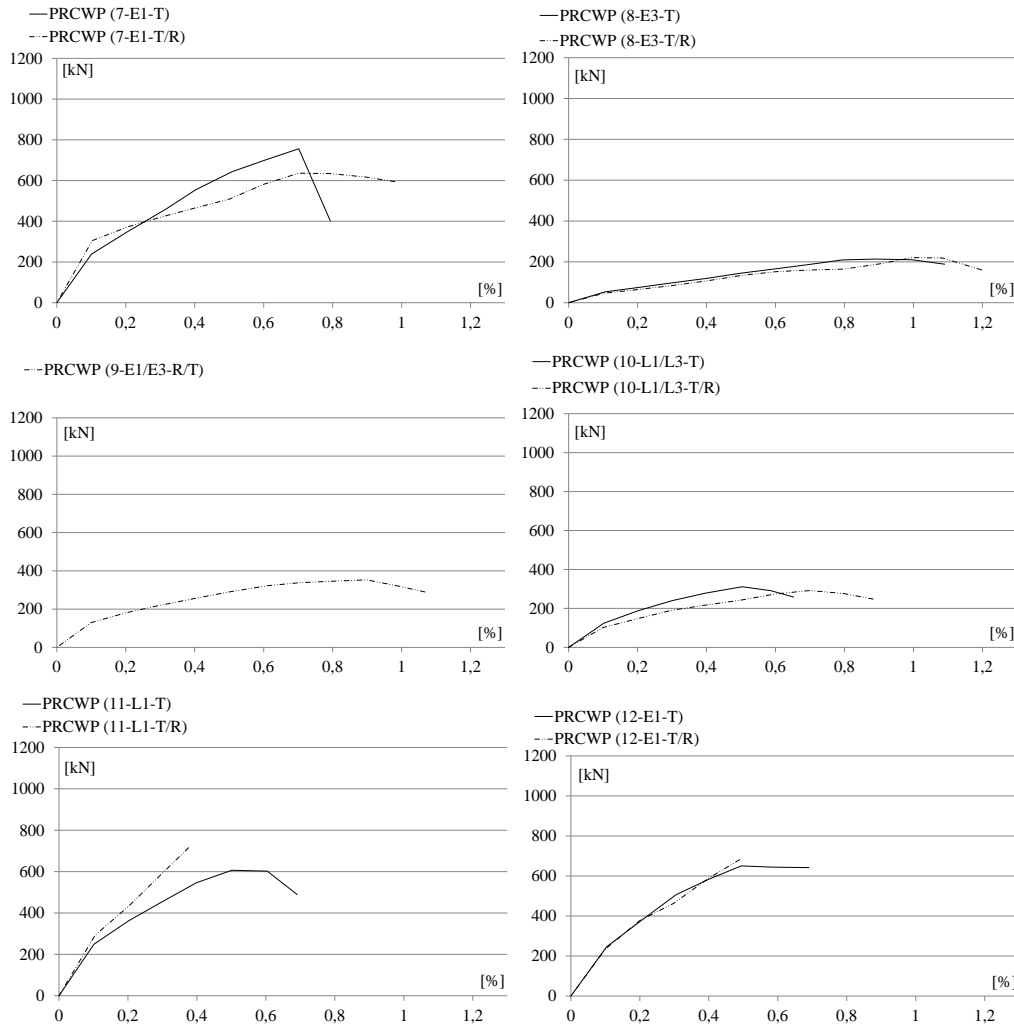 PRCWP (7-E1-T)
PRCWP (7-E1-T/R)
[kN]
1200
1000
800
600
400
200
0
[%]
0 0,2 0,4 0,6 0,8 1 1,2
PRCWP (8-E3-T)
PRCWP (8-E3-T/R)
[kN]
1200
1000
800
600
400
200
0
[%]
0 0,2 0,4 0,6 0,8 1 1,2
PRCWP (9-E1/E3-R/T)
[kN]
1200
1000
800
600
400
200
0
[%]
0 0,2 0,4 0,6 0,8 1 1,2
PRCWP (10-L1/L3-T)
PRCWP (10-L1/L3-T/R)
[kN]
1200
1000
800
600
400
200
0
[%]
0 0,2 0,4 0,6 0,8 1 1,2
PRCWP (11-L1-T)
PRCWP (11-L1-T/R)
[kN]
1200
1000
800
600
400
200
0
[%]
0 0,2 0,4 0,6 0,8 1 1,2
PRCWP (12-E1-T)
PRCWP (12-E1-T/R)
[kN]
1200
1000
800
600
400
200
0
[%]
0 0,2 0,4 0,6 0,8 1 1,2